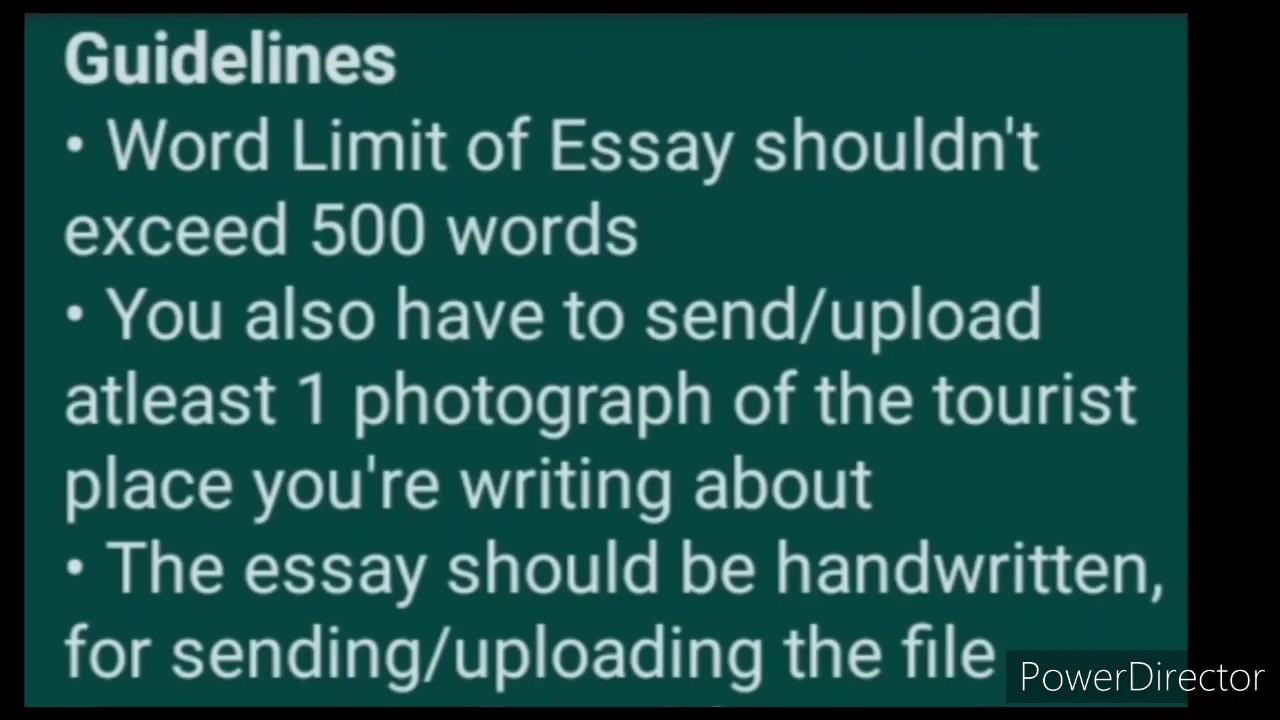 Guidelines
• Word Limit of Essay shouldn't
exceed 500 words
• You also have to send/upload
atleast 1 photograph of the tourist
place you're writing about
• The essay should be handwritten,
for sending/uploading the file
PowerDirector